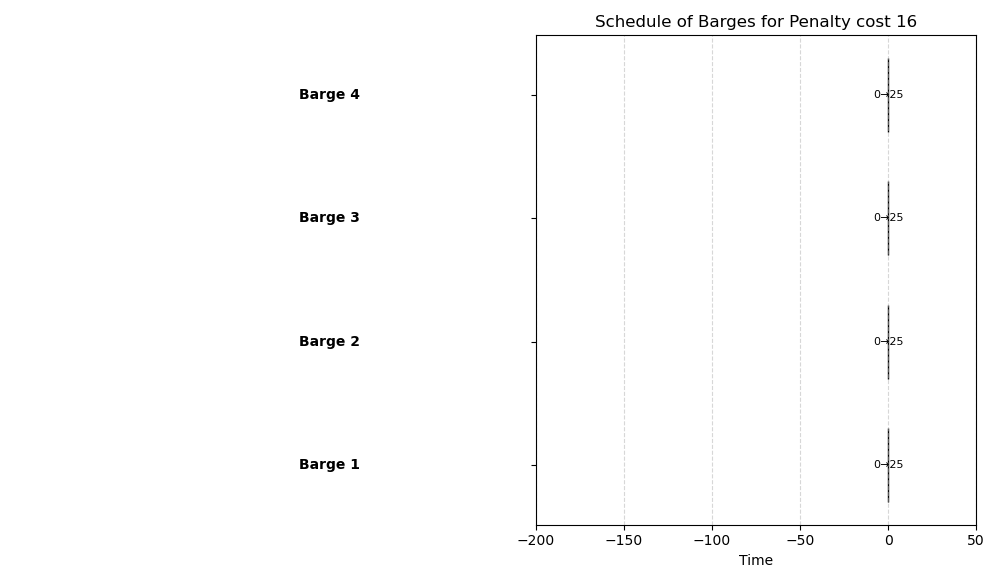 Schedule of Barges for Penalty cost 16
Barge 4
0→25
Barge 3
0→25
Barge 2
0→25
Barge 1
0→25
−200 −150 −100 −50 0 50
Time